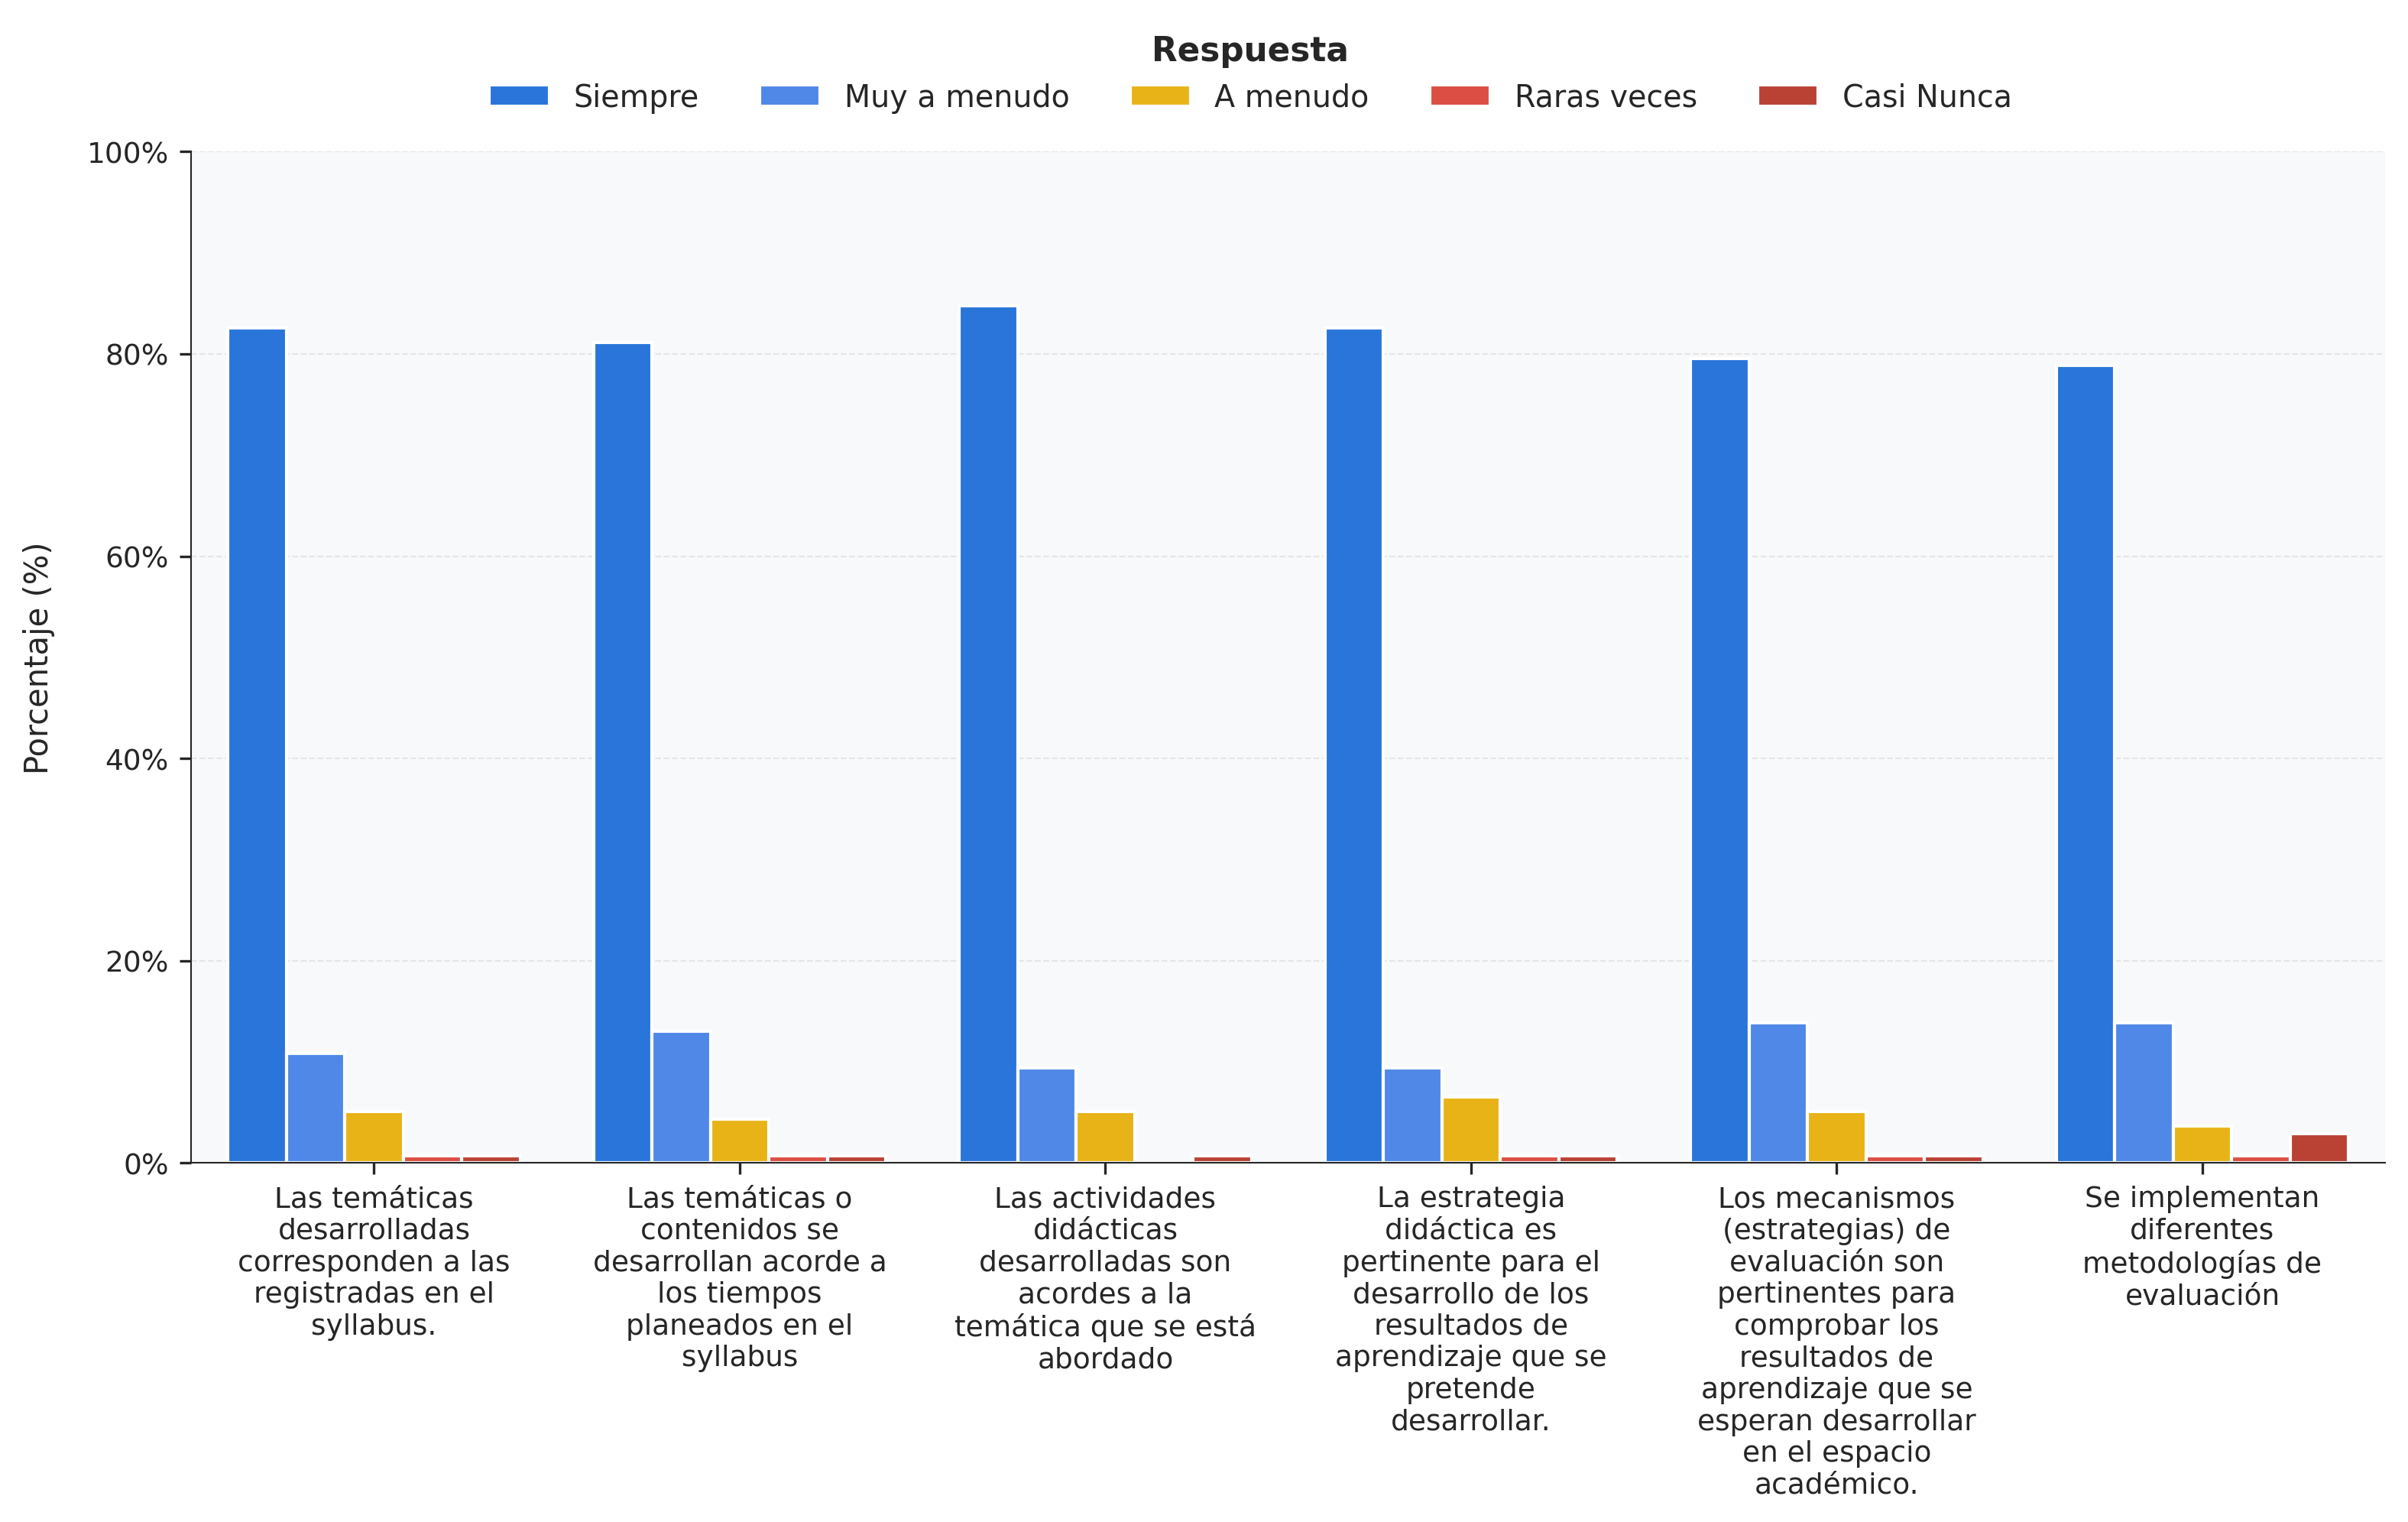 Respuesta
Siempre
Muy a menudo
A menudo
Raras veces
Casi Nunca
100%
80%
60%
40%
20%
0%
Porcentaje (%)
Las temáticas
desarrolladas
corresponden a las
registradas en el
syllabus.
Las temáticas o
contenidos se
desarrollan acorde a
los tiempos
planeados en el
syllabus
Las actividades
didácticas
desarrolladas son
acordes a la
temática que se está
abordado
La estrategia
didáctica es
pertinente para el
desarrollo de los
resultados de
aprendizaje que se
pretende
desarrollar.
Los mecanismos
(estrategias) de
evaluación son
pertinentes para
comprobar los
resultados de
aprendizaje que se
esperan desarrollar
en el espacio
académico.
Se implementan
diferentes
metodologías de
evaluación